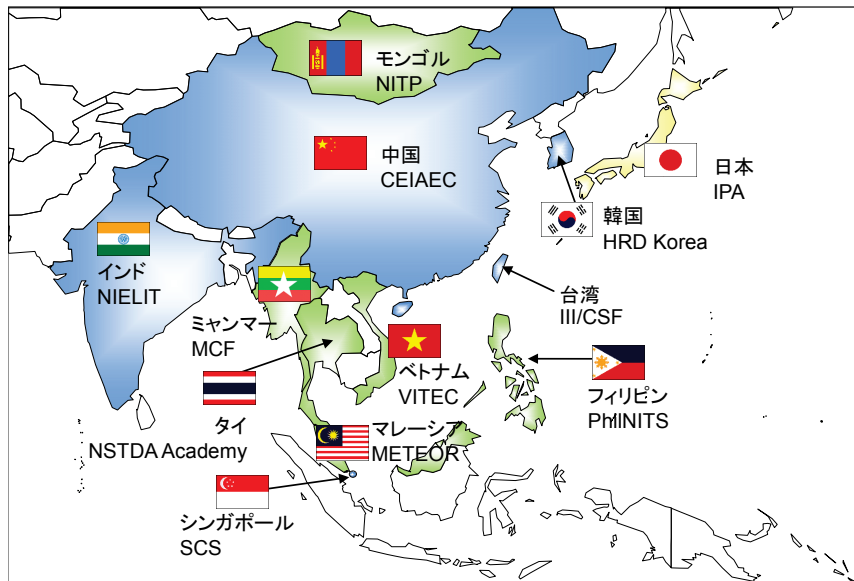 モンゴル
NITP
中国
CEIAEC
日本
IPA
韓国
HRD Korea
インド
NIELIT
台湾
III/CSF
ミャンマー
MCF
ベトナム
VITEC
フィリピン
PhilNITS
タイ
NSTDA Academy
マレーシア
METEOR
シンガポール
SCS